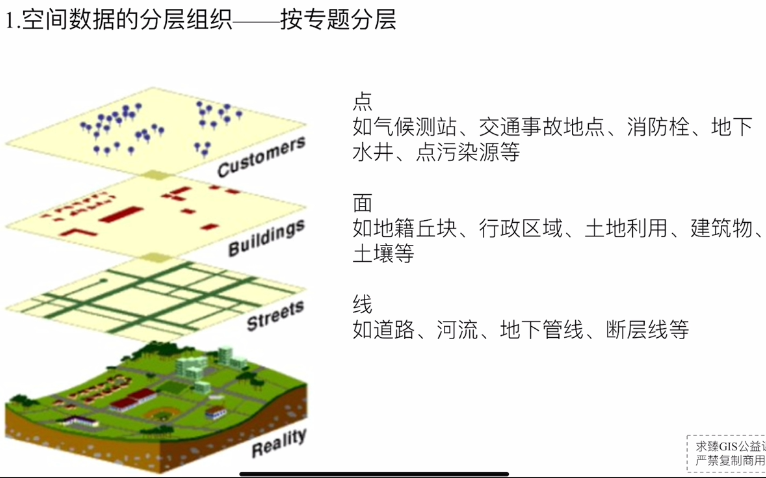 1.空间数据的分层组织——按专题分层
点
如气候测站、交通事故地点、消防栓、地下
水井、点污染源等
Customers
面
如地籍丘块、行政区域、土地利用、建筑物、
土壤等
Buildings
线
如道路、河流、地下管线、断层线等
Streets
Reality
求臻GIS公益
严禁复制商用